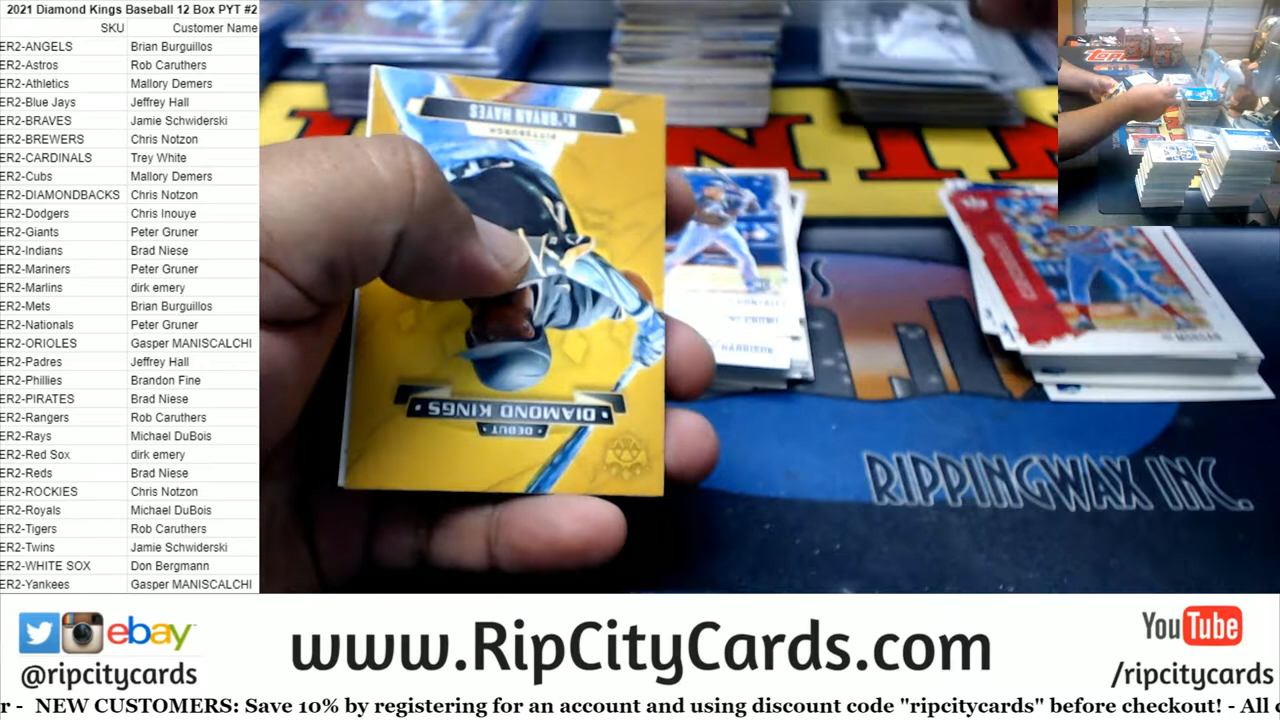 2021 Diamond Kings Baseball 12 Box PYT #2
SKU Customer Name
ER2-ANGELS Brian Burguillos
ER2-Astros Rob Caruthers
ER2-Athletics Mallory Demers
ER2-Blue Jays Jeffrey Hall
ER2-BRAVES Jamie Schwiderski
ER2-BREWERS Chris Notzon
ER2-CARDINALS Trey White
ER2-Cubs Mallory Demers
ER2-DIAMONDBACKS Chris Notzon
ER2-Dodgers Chris Inouye
ER2-Giants Peter Gruner
ER2-Indians Brad Niese
ER2-Mariners Peter Gruner
ER2-Marlins dirk emery
ER2-Mets Brian Burguillos
ER2-Nationals Peter Gruner
ER2-ORIOLES Gasper MANISCALCHI
ER2-Padres Jeffrey Hall
ER2-Phillies Brandon Fine
ER2-PIRATES Brad Niese
ER2-Rangers Rob Caruthers
ER2-Rays Michael DuBois
ER2-Red Sox dirk emery
ER2-Reds Brad Niese
ER2-ROCKIES Chris Notzon
ER2-Royals Michael DuBois
ER2-Tigers Rob Caruthers
ER2-Twins Jamie Schwiderski
ER2-WHITE SOX Don Bergmann
ER2-Yankees Gasper MANISCALCHI
DEBUT
DIAMOND KINGS
PITTSBURGH
BRYAN HAYES
Topps
RIPPINGWAX INC.
ebay
@ripcitycards
www.RipCityCards.com
YouTube
/ripcitycards
r - NEW CUSTOMERS: Save 10% by registering for an account and using discount code "ripcitycards" before checkout! - All